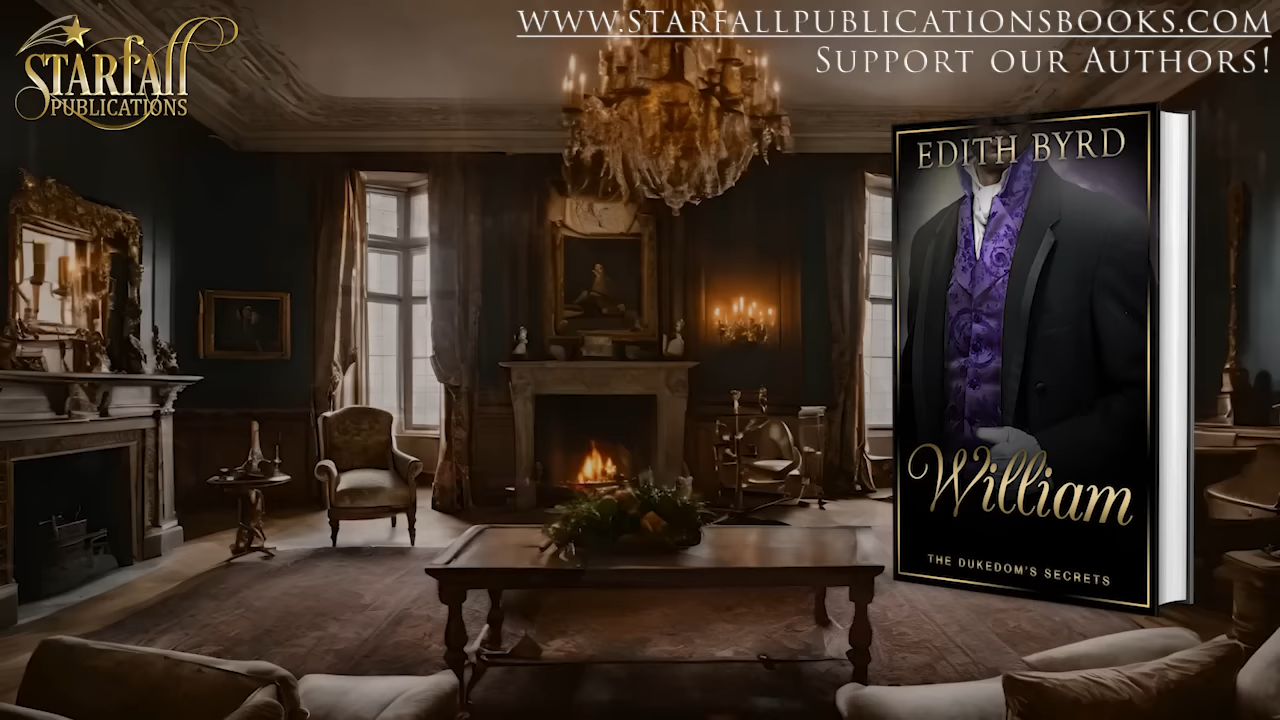 STARfall
PUBLICATIONS
WWW.STARFALLPUBLICATIONSBOOKS.COM
SUPPORT OUR AUTHORS!
EDITH BYRD
William
THE DUKEDOM'S SECRETS